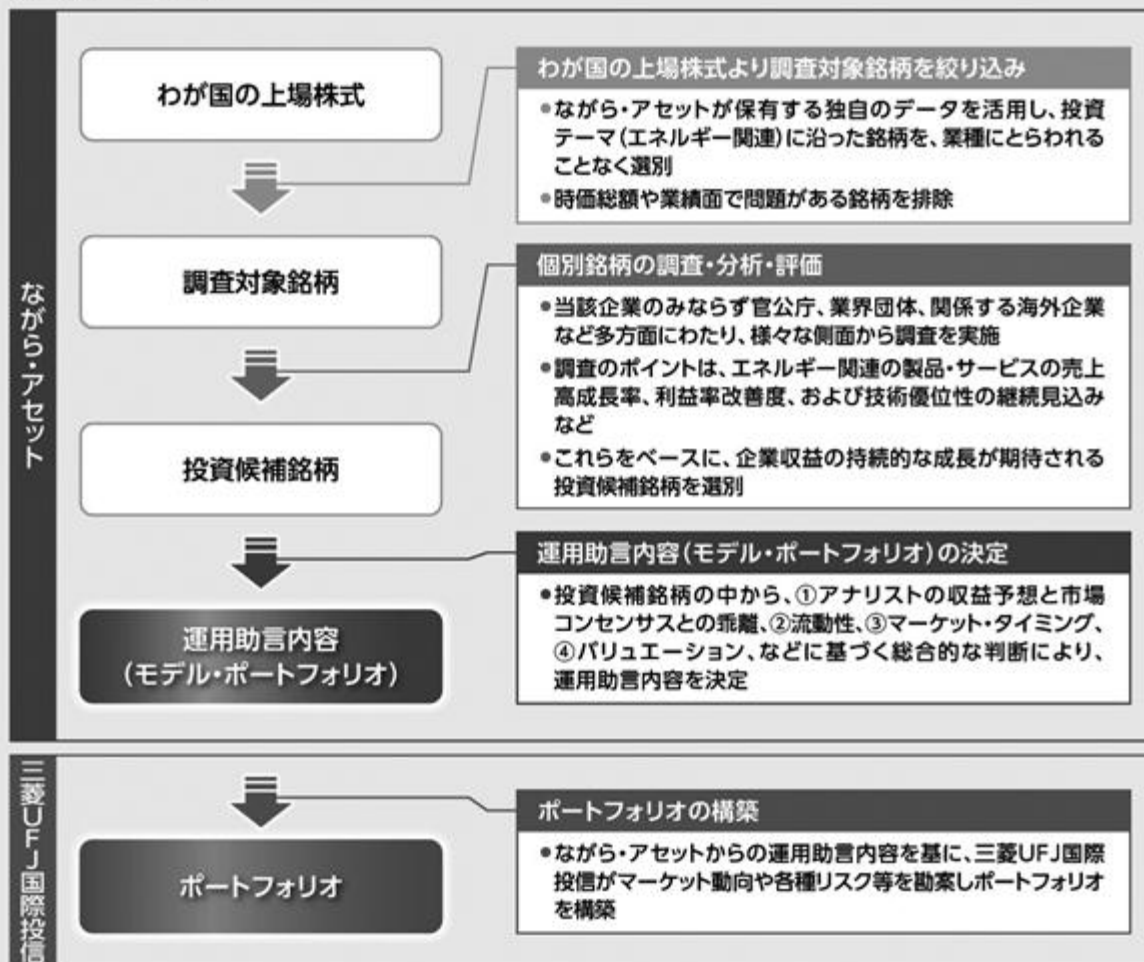 わが国の上場株式
わが国の上場株式より調査対象銘柄を絞り込み
●ながら・アセットが保有する独自のデータを活用し、投資
テーマ(エネルギー関連)に沿った銘柄を、業種にとらわれる
ことなく選別
●時価総額や業績面で問題がある銘柄を排除
調査対象銘柄
個別銘柄の調査・分析・評価
●当該企業のみならず官公庁、業界団体、関係する海外企業
など多方面にわたり、様々な側面から調査を実施
●調査のポイントは、エネルギー関連の製品・サービスの売上
高成長率、利益率改善度、および技術優位性の継続見込み
など
●これらをベースに、企業収益の持続的な成長が期待される
投資候補銘柄を選別
ながら・アセット
投資候補銘柄
運用助言内容(モデル・ポートフォリオ)の決定
●投資候補銘柄の中から、①アナリストの収益予想と市場
コンセンサスとの乖離、②流動性、③マーケット・タイミング、
④バリュエーション、などに基づく総合的な判断により、
運用助言内容を決定
運用助言内容
(モデル・ポートフォリオ)
三菱UFJ国際投信
ポートフォリオの構築
●ながら・アセットからの運用助言内容を基に、三菱UFJ国際
投信がマーケット動向や各種リスク等を勘案しポートフォリオ
を構築
ポートフォリオ